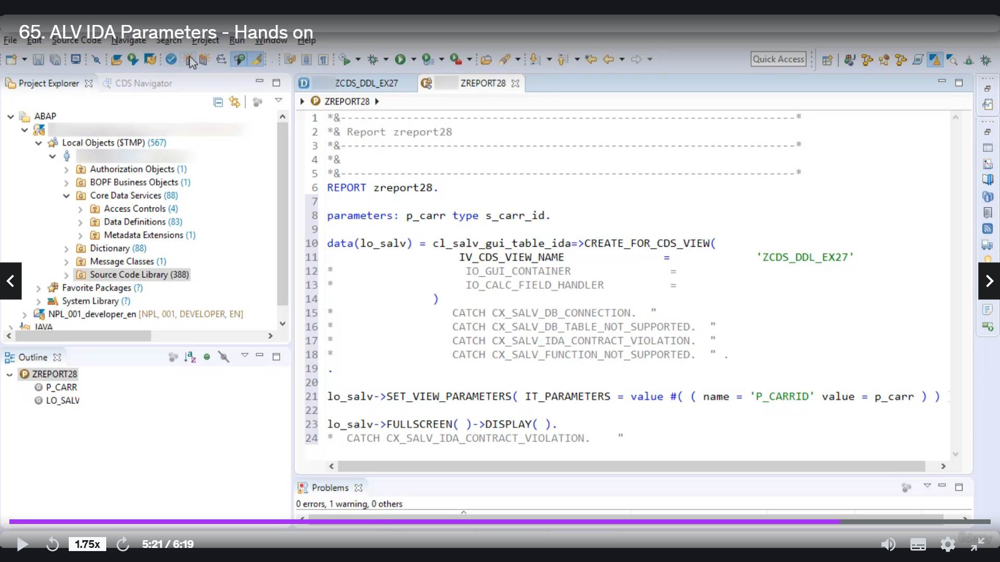 65. ALV IDA Parameters - Hands on
File Edit Source Code Navigate Search Project Run Window Help
Quick Access
Project Explorer
CDS Navigator
ABAP
Local Objects ($TMP) (567)
Authorization Objects (1)
BOPF Business Objects (1)
Core Data Services (88)
Access Controls (4)
Data Definitions (83)
Metadata Extensions (1)
Dictionary (88)
Message Classes (1)
Source Code Library (388)
Favorite Packages (?)
System Library (?)
NPL_001_developer_en [NPL, 001, DEVELOPER, EN]
JAVA
Outline
ZREPORT28
P_CARR
LO_SALV
ZCDS_DDL_EX27
ZREPORT28
ZREPORT28
1 *&---------------------------------------------------------------------*
2 *& Report zreport28
3 *&---------------------------------------------------------------------*
4 *&
5 *&---------------------------------------------------------------------*
6 REPORT zreport28.
7
8 parameters: p_carr type s_carr_id.
9
10 data(lo_salv) = cl_salv_gui_table_ida=>CREATE_FOR_CDS_VIEW(
11 IV_CDS_VIEW_NAME = 'ZCDS_DDL_EX27'
12 * IO_GUI_CONTAINER =
13 * IO_CALC_FIELD_HANDLER =
14 )
15 * CATCH CX_SALV_DB_CONNECTION. "
16 * CATCH CX_SALV_DB_TABLE_NOT_SUPPORTED. "
17 * CATCH CX_SALV_IDA_CONTRACT_VIOLATION. "
18 * CATCH CX_SALV_FUNCTION_NOT_SUPPORTED. " .
19 .
20
21 lo_salv->SET_VIEW_PARAMETERS( IT_PARAMETERS = value #( ( name = 'P_CARRID' value = p_carr ) )
22
23 lo_salv->FULLSCREEN( )->DISPLAY( ).
24 * CATCH CX_SALV_IDA_CONTRACT_VIOLATION. "
Problems
0 errors, 1 warning, 0 others
1.75x
5:21 / 6:19
ûdemy